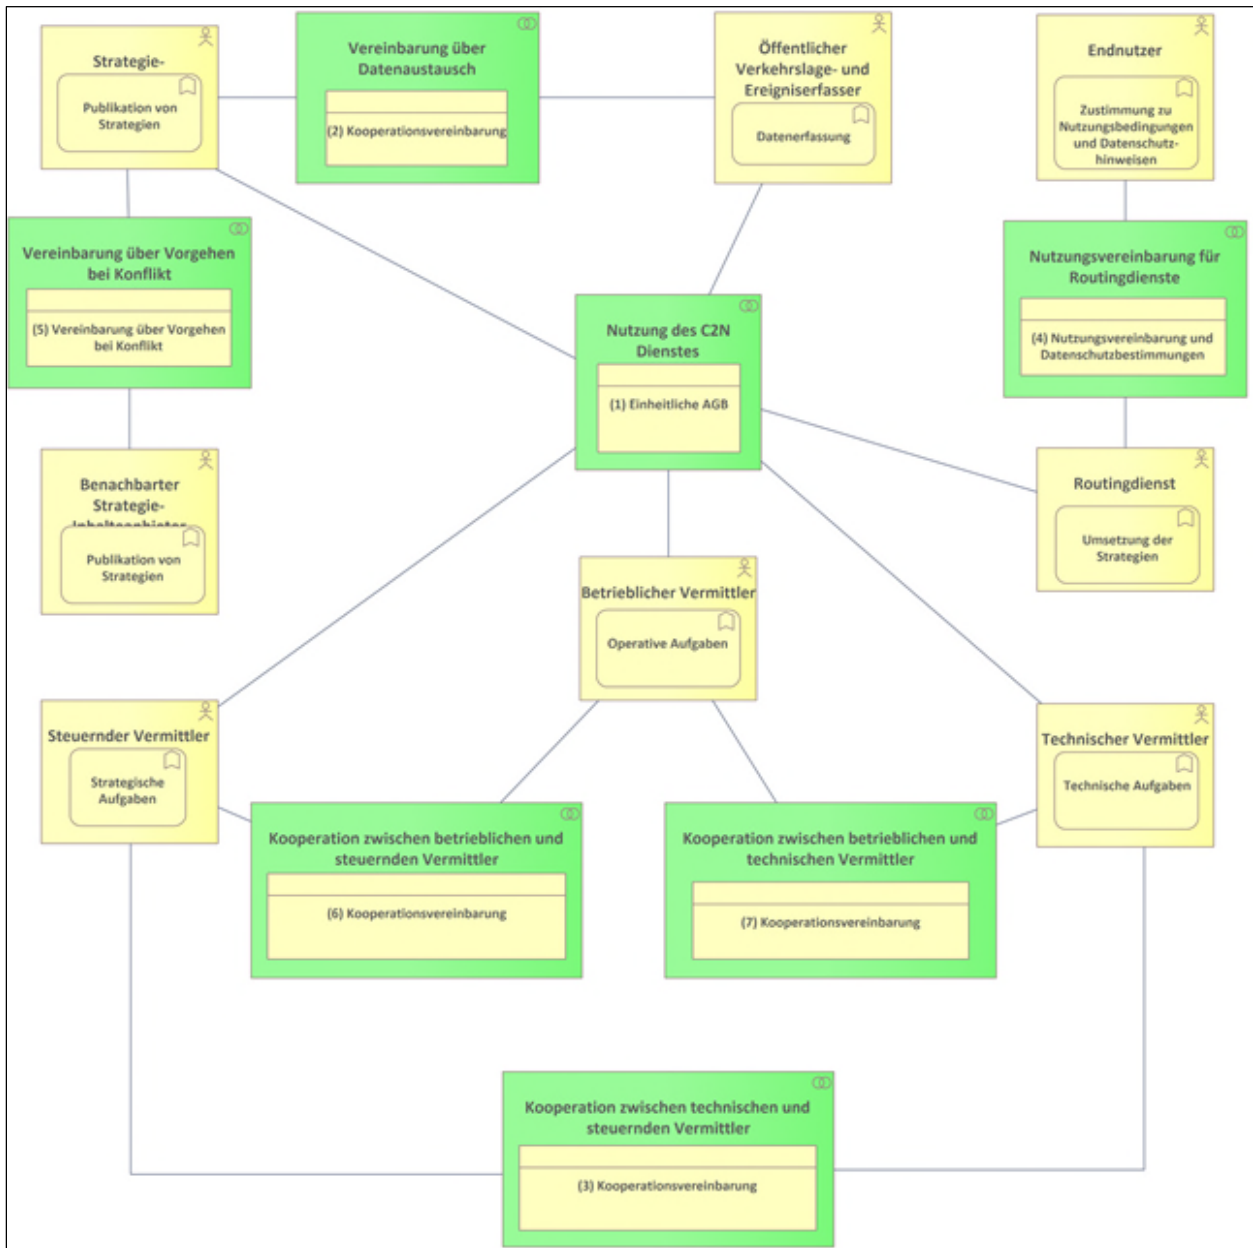 Strategie-
Publikation von
Strategien
Vereinbarung über
Datenaustausch
(2) Kooperationsvereinbarung
Öffentlicher
Verkehrslage- und
Ereigniserfasser
Datenerfassung
Endnutzer
Zustimmung zu
Nutzungsbedingungen
und Datenschutz-
hinweisen
Vereinbarung über Vorgehen
bei Konflikt
(5) Vereinbarung über Vorgehen
bei Konflikt
Nutzung des C2N
Dienstes
(1) Einheitliche AGB
Nutzungsvereinbarung für
Routingdienste
(4) Nutzungsvereinbarung und
Datenschutzbestimmungen
Benachbarter
Strategie-
Publikation von
Strategien
Routingdienst
Umsetzung der
Strategien
Betrieblicher Vermittler
Operative Aufgaben
Steuernder Vermittler
Strategische
Aufgaben
Technischer Vermittler
Technische Aufgaben
Kooperation zwischen betrieblichen und
steuernden Vermittler
(6) Kooperationsvereinbarung
Kooperation zwischen betrieblichen und
technischen Vermittler
(7) Kooperationsvereinbarung
Kooperation zwischen technischen und
steuernden Vermittler
(3) Kooperationsvereinbarung